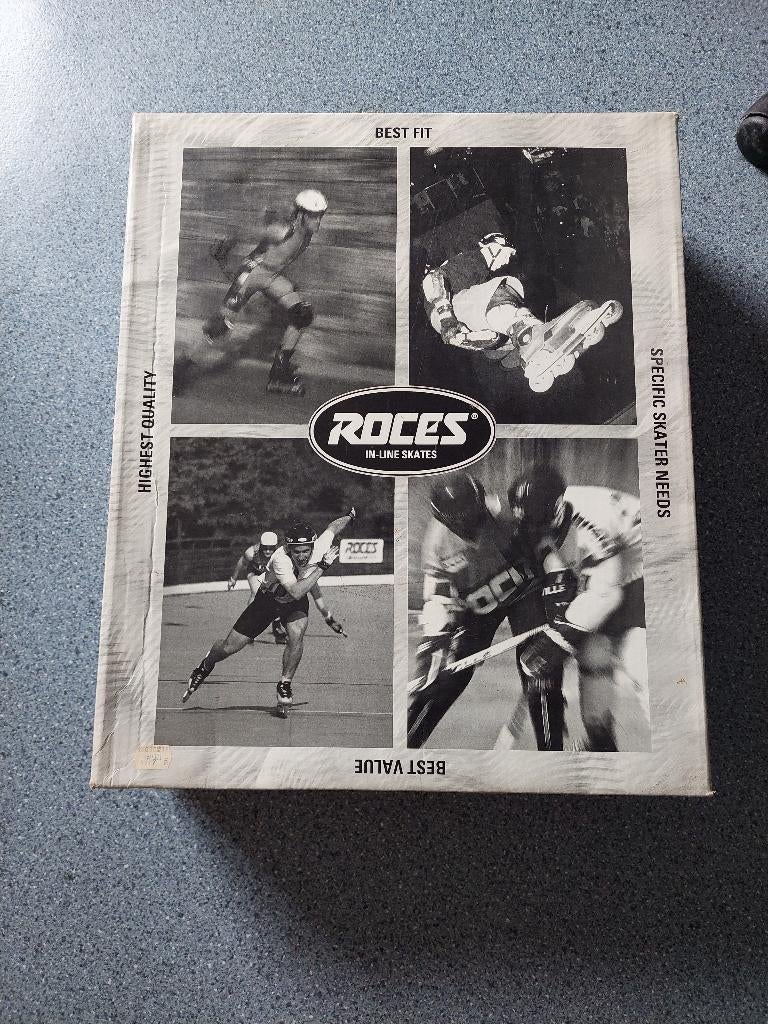 BEST FIT
HIGHEST QUALITY
ROCES®
IN-LINE SKATES
SPECIFIC SKATER NEEDS
ROCES
BEST VALUE